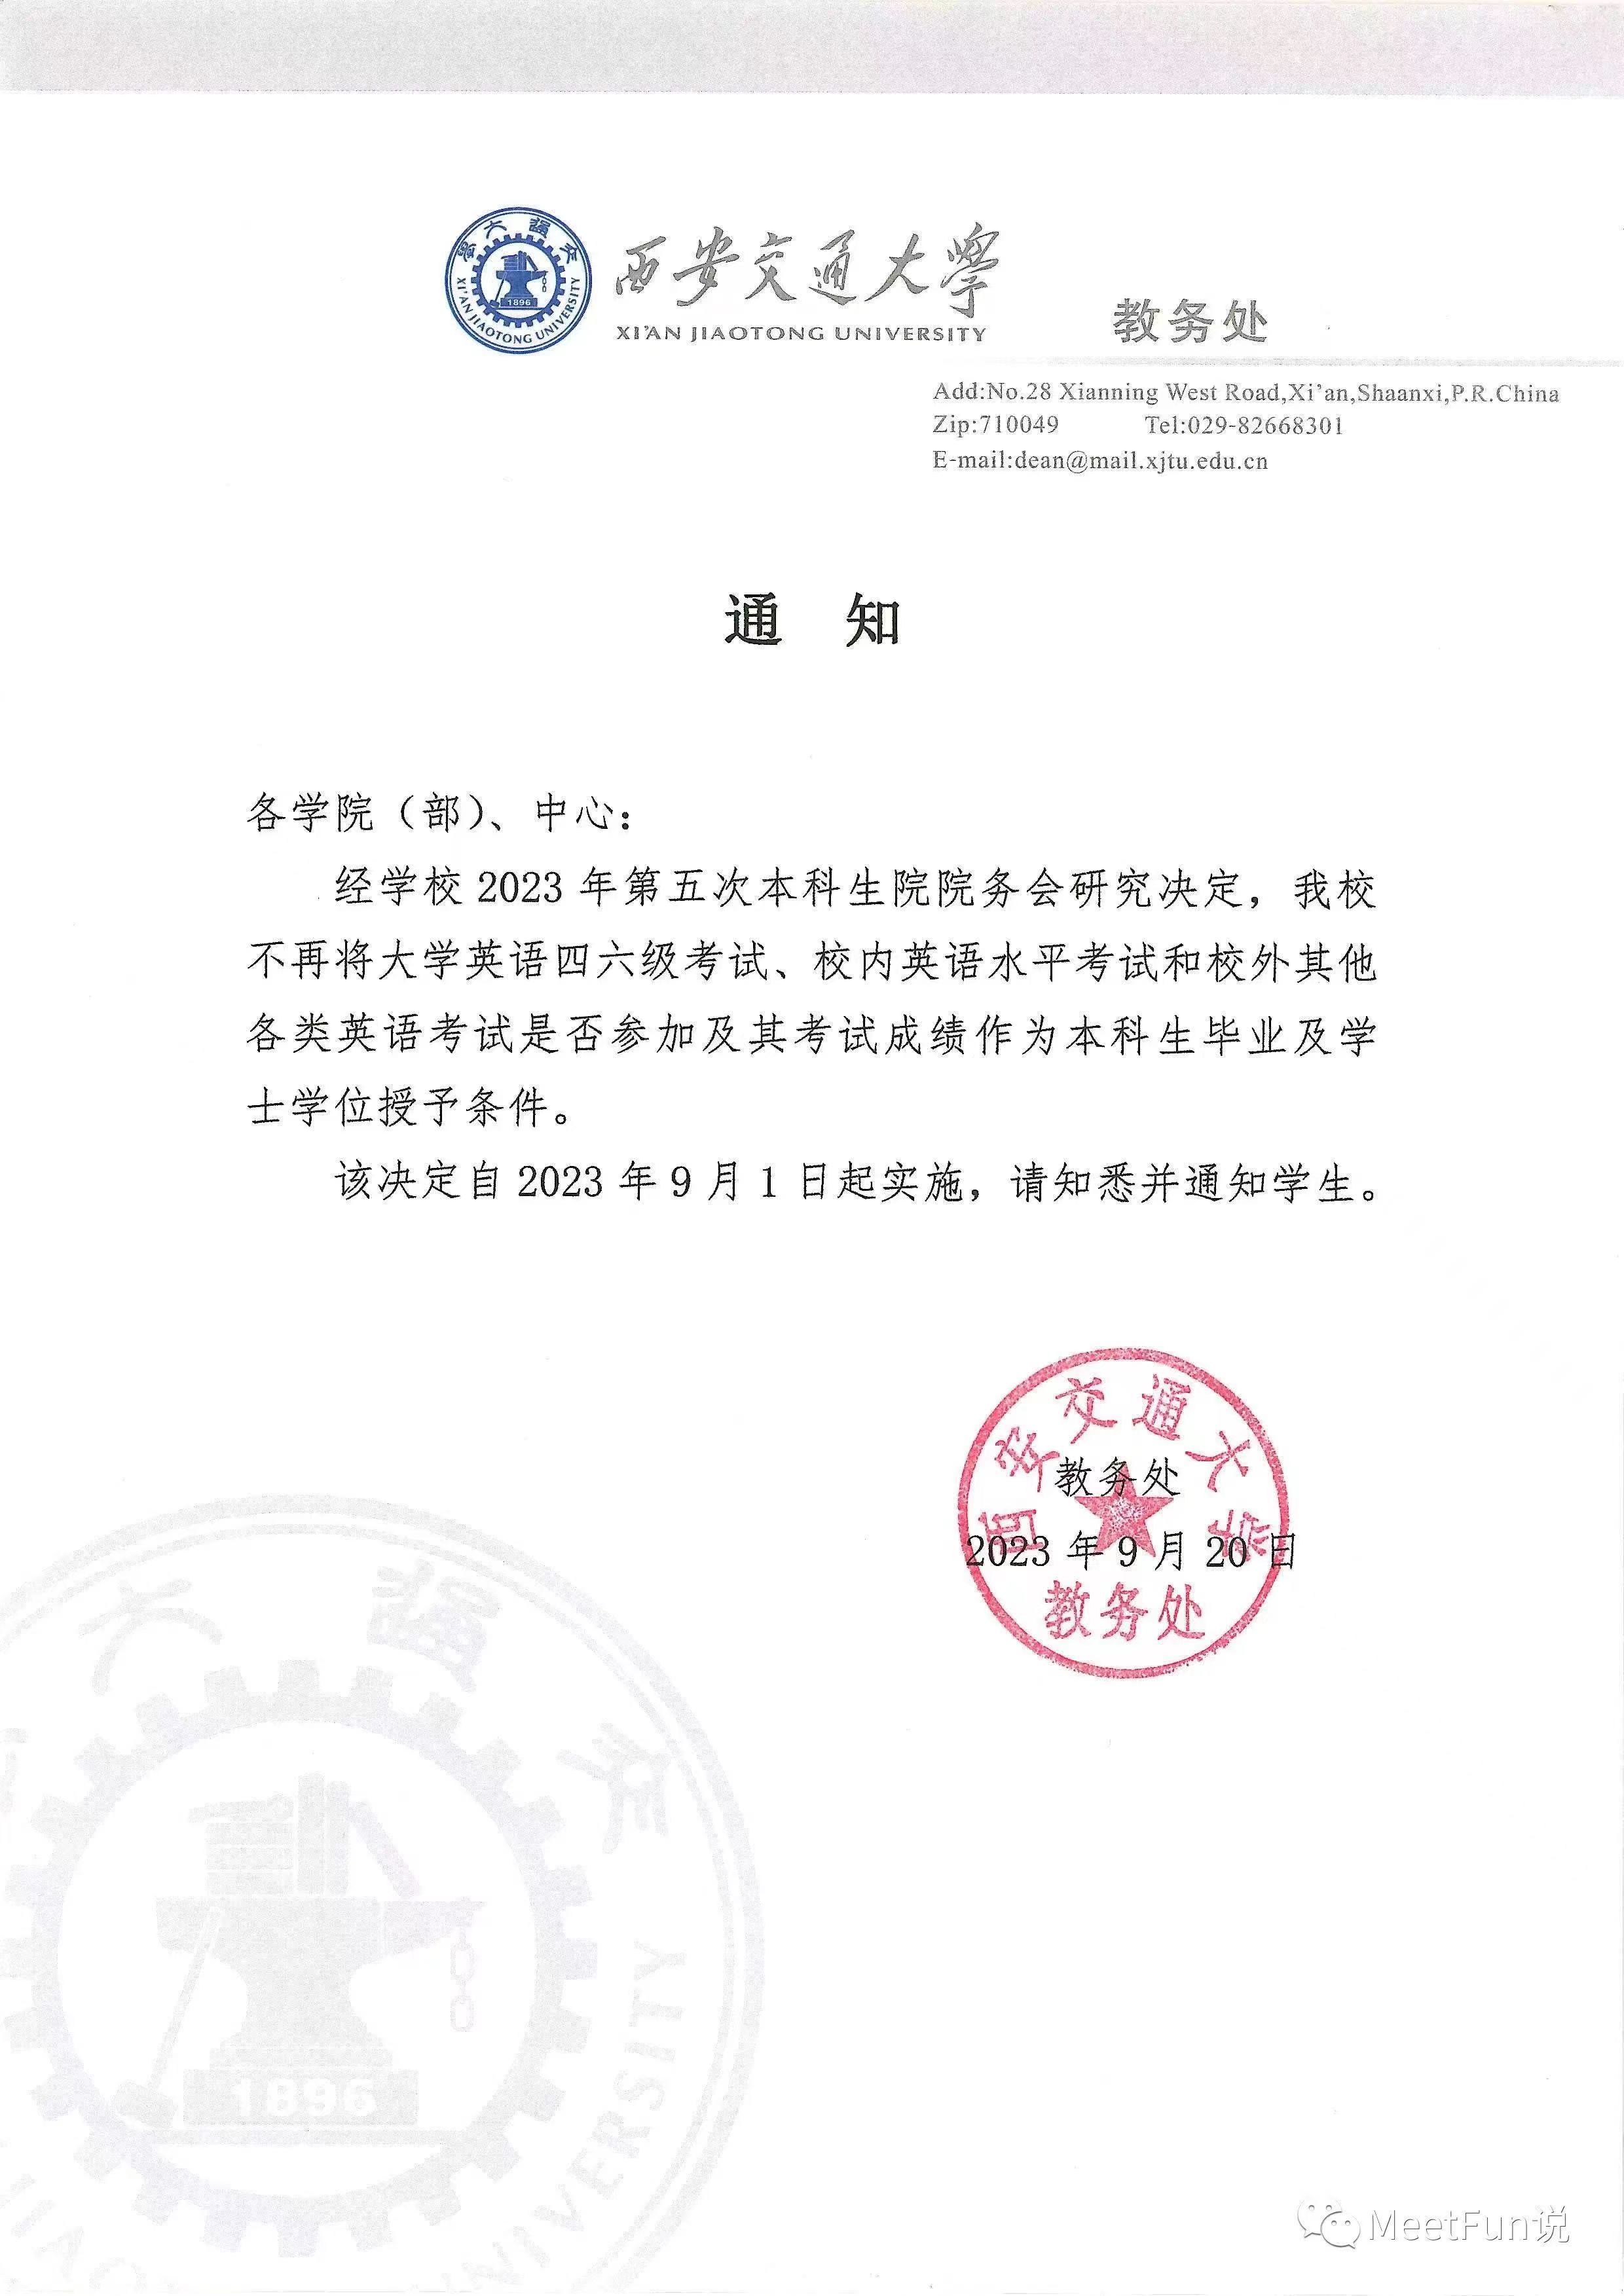 西安交通大學
XI'AN JIAOTONG UNIVERSITY
教务处
XI'AN JIAOTONG UNIVERSITY
1896
Add:No.28 Xianning West Road,Xi'an,Shaanxi,P.R.China
Zip:710049 Tel:029-82668301
E-mail:dean@mail.xjtu.edu.cn
通 知
各学院（部）、中心：
经学校 2023 年第五次本科生院院务会研究决定，我校
不再将大学英语四六级考试、校内英语水平考试和校外其他
各类英语考试是否参加及其考试成绩作为本科生毕业及学
士学位授予条件。
该决定自 2023 年 9 月 1 日起实施，请知悉并通知学生。
西安交通大学
教务处
2023 年 9 月 20 日
教务处
1896
MeetFun说